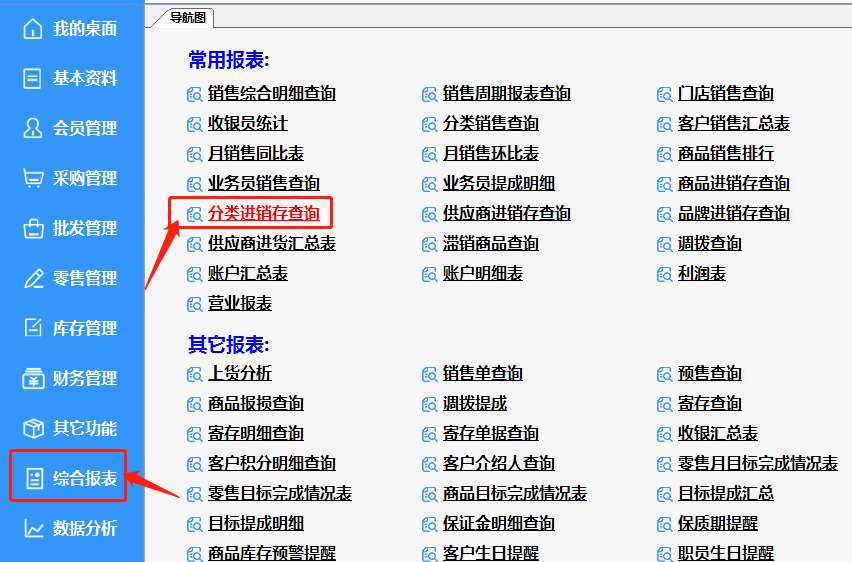 我的桌面
基本资料
会员管理
采购管理
批发管理
零售管理
库存管理
财务管理
其它功能
综合报表
数据分析
导航图
常用报表:
销售综合明细查询 销售周期报表查询 门店销售查询
收银员统计 分类销售查询 客户销售汇总表
月销售同比表 月销售环比表 商品销售排行
业务员销售查询 业务员提成明细 商品进销存查询
分类进销存查询 供应商进销存查询 品牌进销存查询
供应商进货汇总表 滞销商品查询 调拨查询
账户汇总表 账户明细表 利润表
营业报表
其它报表:
上货分析 销售单查询 预售查询
商品报损查询 调拨提成 寄存查询
寄存明细查询 寄存单据查询 收银汇总表
客户积分明细查询 客户介绍人查询 零售月目标完成情况表
零售目标完成情况表 商品目标完成情况表 目标提成汇总
目标提成明细 保证金明细查询 保质期提醒
商品库存预警提醒 客户生日提醒 职员生日提醒